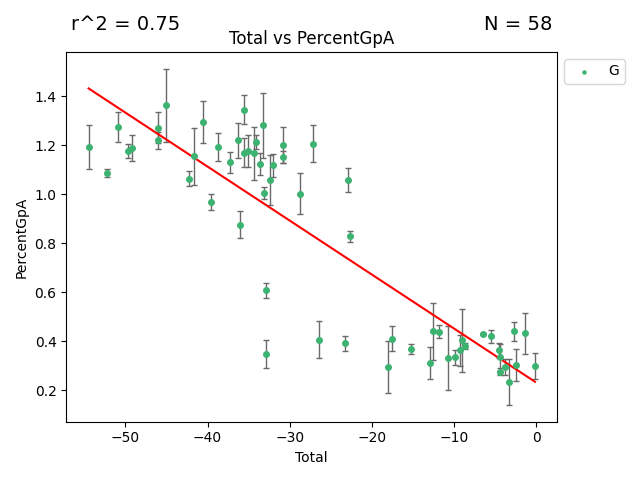 r^2 = 0.75
N = 58
Total vs PercentGpA
G
PercentGpA
1.4
1.2
1.0
0.8
0.6
0.4
0.2
−50
−40
−30
−20
−10
0
Total